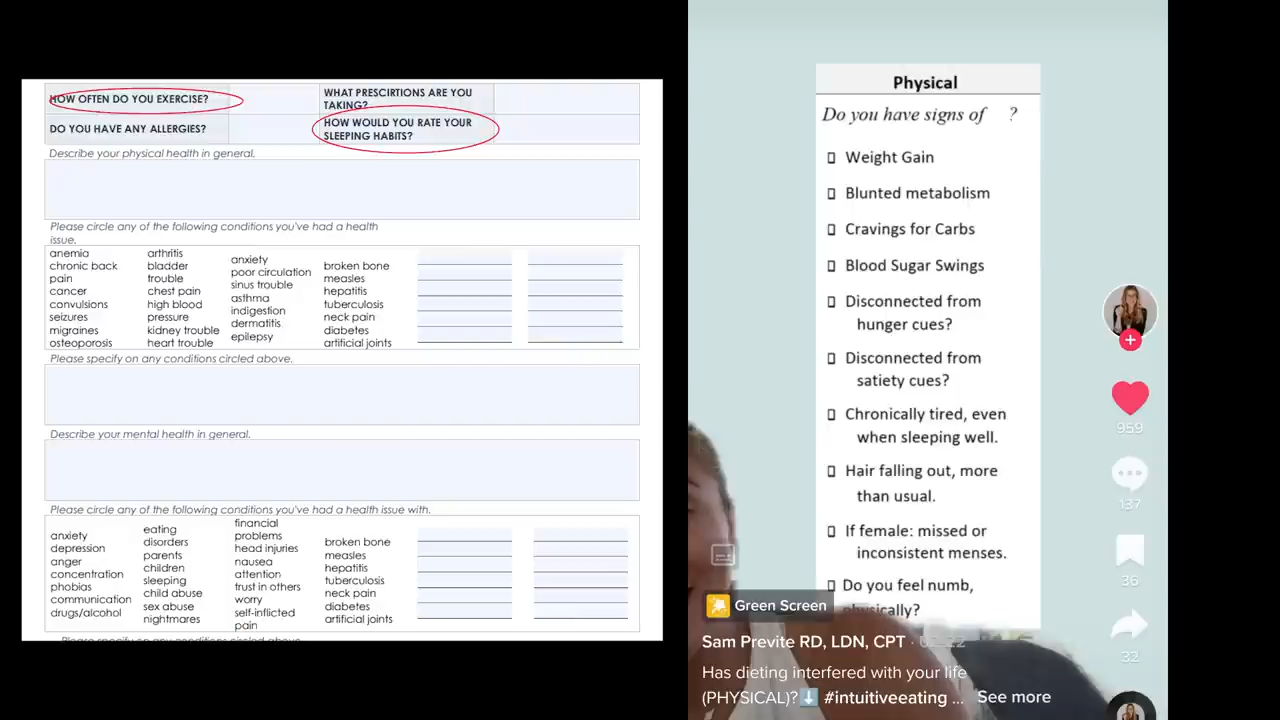 HOW OFTEN DO YOU EXERCISE?
WHAT PRESCIRTIONS ARE YOU
TAKING?
DO YOU HAVE ANY ALLERGIES?
HOW WOULD YOU RATE YOUR
SLEEPING HABITS?
Describe your physical health in general.
Please circle any of the following conditions you've had a health
issue.
anemia
chronic back
pain
cancer
convulsions
seizures
migraines
osteoporosis
arthritis
bladder
trouble
chest pain
high blood
pressure
kidney trouble
heart trouble
anxiety
poor circulation
sinus trouble
asthma
indigestion
dermatitis
epilepsy
broken bone
measles
hepatitis
tuberculosis
neck pain
diabetes
artificial joints
Please specify on any conditions circled above.
Describe your mental health in general.
Please circle any of the following conditions you've had a health issue with.
anxiety
depression
anger
concentration
phobias
communication
drugs/alcohol
eating
disorders
parents
children
sleeping
child abuse
sex abuse
nightmares
financial
problems
head injuries
nausea
attention
trust in others
worry
self-inflicted
pain
broken bone
measles
hepatitis
tuberculosis
neck pain
diabetes
artificial joints
Please specify on any conditions circled above.
Physical
Do you have signs of ?
Weight Gain
Blunted metabolism
Cravings for Carbs
Blood Sugar Swings
Disconnected from
hunger cues?
Disconnected from
satiety cues?
Chronically tired, even
when sleeping well.
Hair falling out, more
than usual.
If female: missed or
inconsistent menses.
Do you feel numb,
physically?
959
137
36
32
Green Screen
Sam Previte RD, LDN, CPT ·
Has dieting interfered with your life
(PHYSICAL)?⬇️ #intuitiveeating ... See more